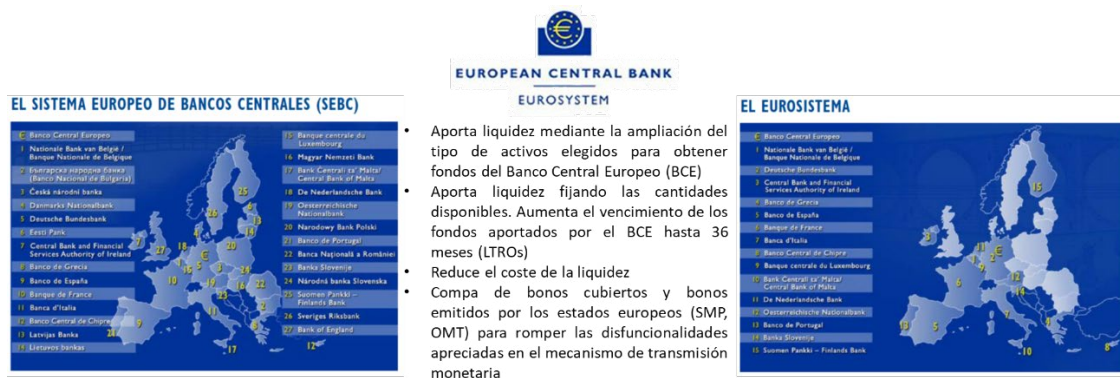 EUROPEAN CENTRAL BANK
EUROSYSTEM
EL SISTEMA EUROPEO DE BANCOS CENTRALES (SEBC)
€ Banco Central Europeo
1 Nationale Bank van België /
Banque Nationale de Belgique
2 Българска народна банка
(Banco Nacional de Bulgaria)
3 Česká národní banka
4 Danmarks Nationalbank
5 Deutsche Bundesbank
6 Eesti Pank
7 Central Bank and Financial
Services Authority of Ireland
8 Banco de Grecia
9 Banco de España
10 Banque de France
11 Banca d'Italia
12 Banco Central de Chipre
13 Latvijas Banka
14 Lietuvos bankas
15 Banque centrale du
Luxembourg
16 Magyar Nemzeti Bank
17 Bank Ċentrali ta' Malta/
Central Bank of Malta
18 De Nederlandsche Bank
19 Oesterreichische
Nationalbank
20 Narodowy Bank Polski
21 Banco de Portugal
22 Banca Naţională a României
23 Banka Slovenije
24 Národná banka Slovenska
25 Suomen Pankki –
Finlands Bank
26 Sveriges Riksbank
27 Bank of England
• Aporta liquidez mediante la ampliación del
tipo de activos elegidos para obtener
fondos del Banco Central Europeo (BCE)
• Aporta liquidez fijando las cantidades
disponibles. Aumenta el vencimiento de los
fondos aportados por el BCE hasta 36
meses (LTROs)
• Reduce el coste de la liquidez
• Compa de bonos cubiertos y bonos
emitidos por los estados europeos (SMP,
OMT) para romper las disfuncionalidades
apreciadas en el mecanismo de transmisión
monetaria
EL EUROSISTEMA
€ Banco Central Europeo
1 Nationale Bank van België /
Banque Nationale de Belgique
2 Deutsche Bundesbank
3 Central Bank and Financial
Services Authority of Ireland
4 Banco de Grecia
5 Banco de España
6 Banque de France
7 Banca d'Italia
8 Banco Central de Chipre
9 Banque centrale du Luxembourg
10 Bank Ċentrali ta' Malta/
Central Bank of Malta
11 De Nederlandsche Bank
12 Oesterreichische Nationalbank
13 Banco de Portugal
14 Banka Slovenije
15 Suomen Pankki – Finlands Bank